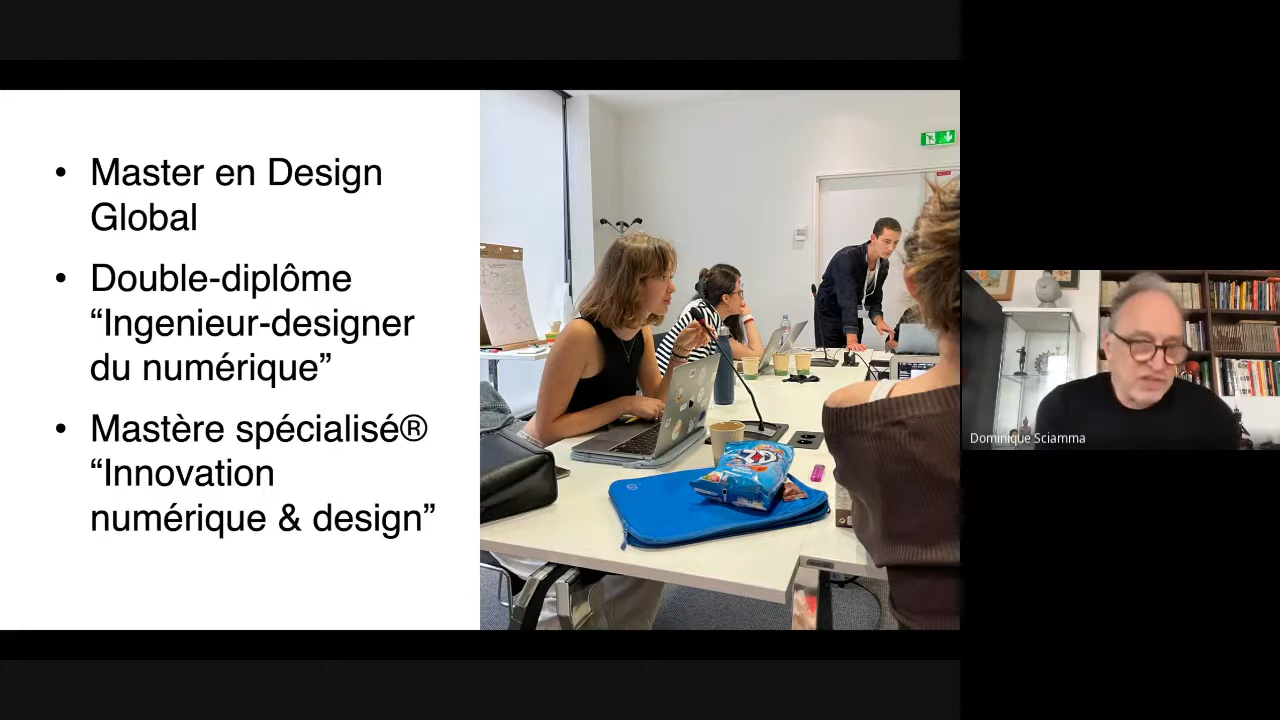 • Master en Design
Global
• Double-diplôme
“Ingenieur-designer
du numérique”
• Mastère spécialisé®
“Innovation
numérique & design”
Dominique Sciamma